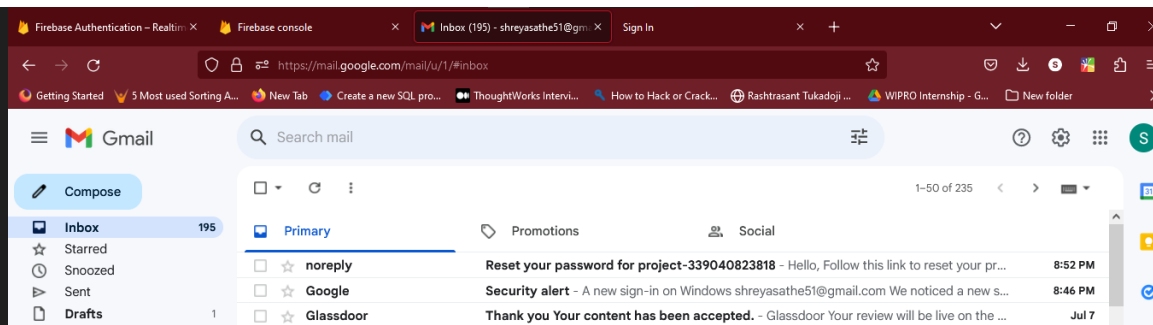 Firebase Authentication – Realtim
Firebase console
Inbox (195) - shreyasathe51@gm
Sign In
https://mail.google.com/mail/u/1/#inbox
S
Getting Started
5 Most used Sorting A...
New Tab
Create a new SQL pro...
ThoughtWorks Intervi...
How to Hack or Crack...
Rashtrasant Tukadoji ...
WIPRO Internship - G...
New folder
Gmail
Search mail
S
Compose
1–50 of 235
31
Inbox 195
Primary
Promotions
Social
Starred
Snoozed
Sent
Drafts 1
noreply Reset your password for project-339040823818 - Hello, Follow this link to reset your pr... 8:52 PM
Google Security alert - A new sign-in on Windows shreyasathe51@gmail.com We noticed a new s... 8:46 PM
Glassdoor Thank you Your content has been accepted. - Glassdoor Your review will be live on the ... Jul 7